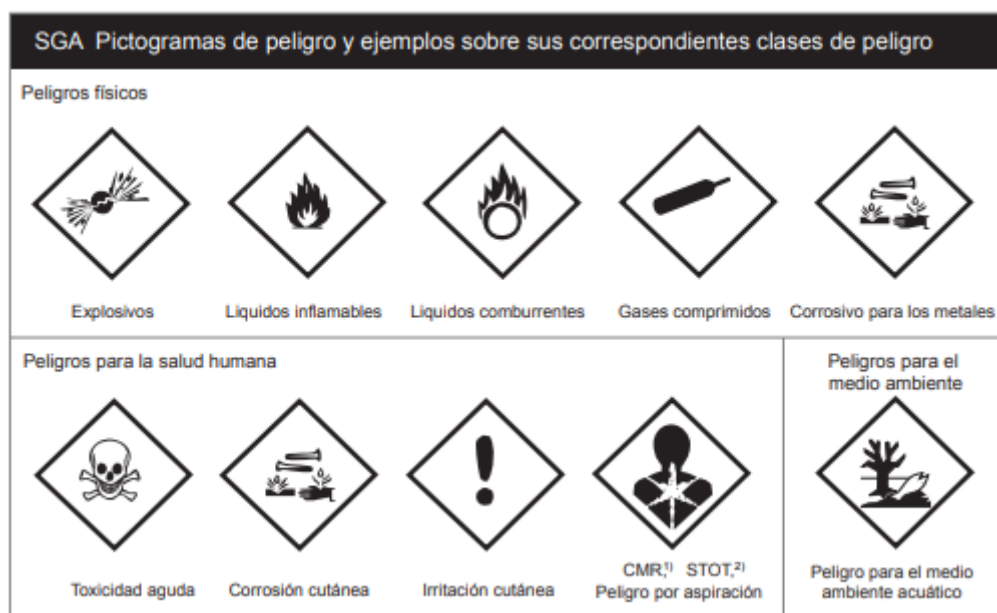 SGA Pictogramas de peligro y ejemplos sobre sus correspondientes clases de peligro
Peligros físicos
Explosivos
Liquidos inflamables
Liquidos comburrentes
Gases comprimidos
Corrosivo para los metales
Peligros para la salud humana
Toxicidad aguda
Corrosión cutánea
Irritación cutánea
CMR,1) STOT,2)
Peligro por aspiración
Peligros para el
medio ambiente
Peligro para el medio
ambiente acuático